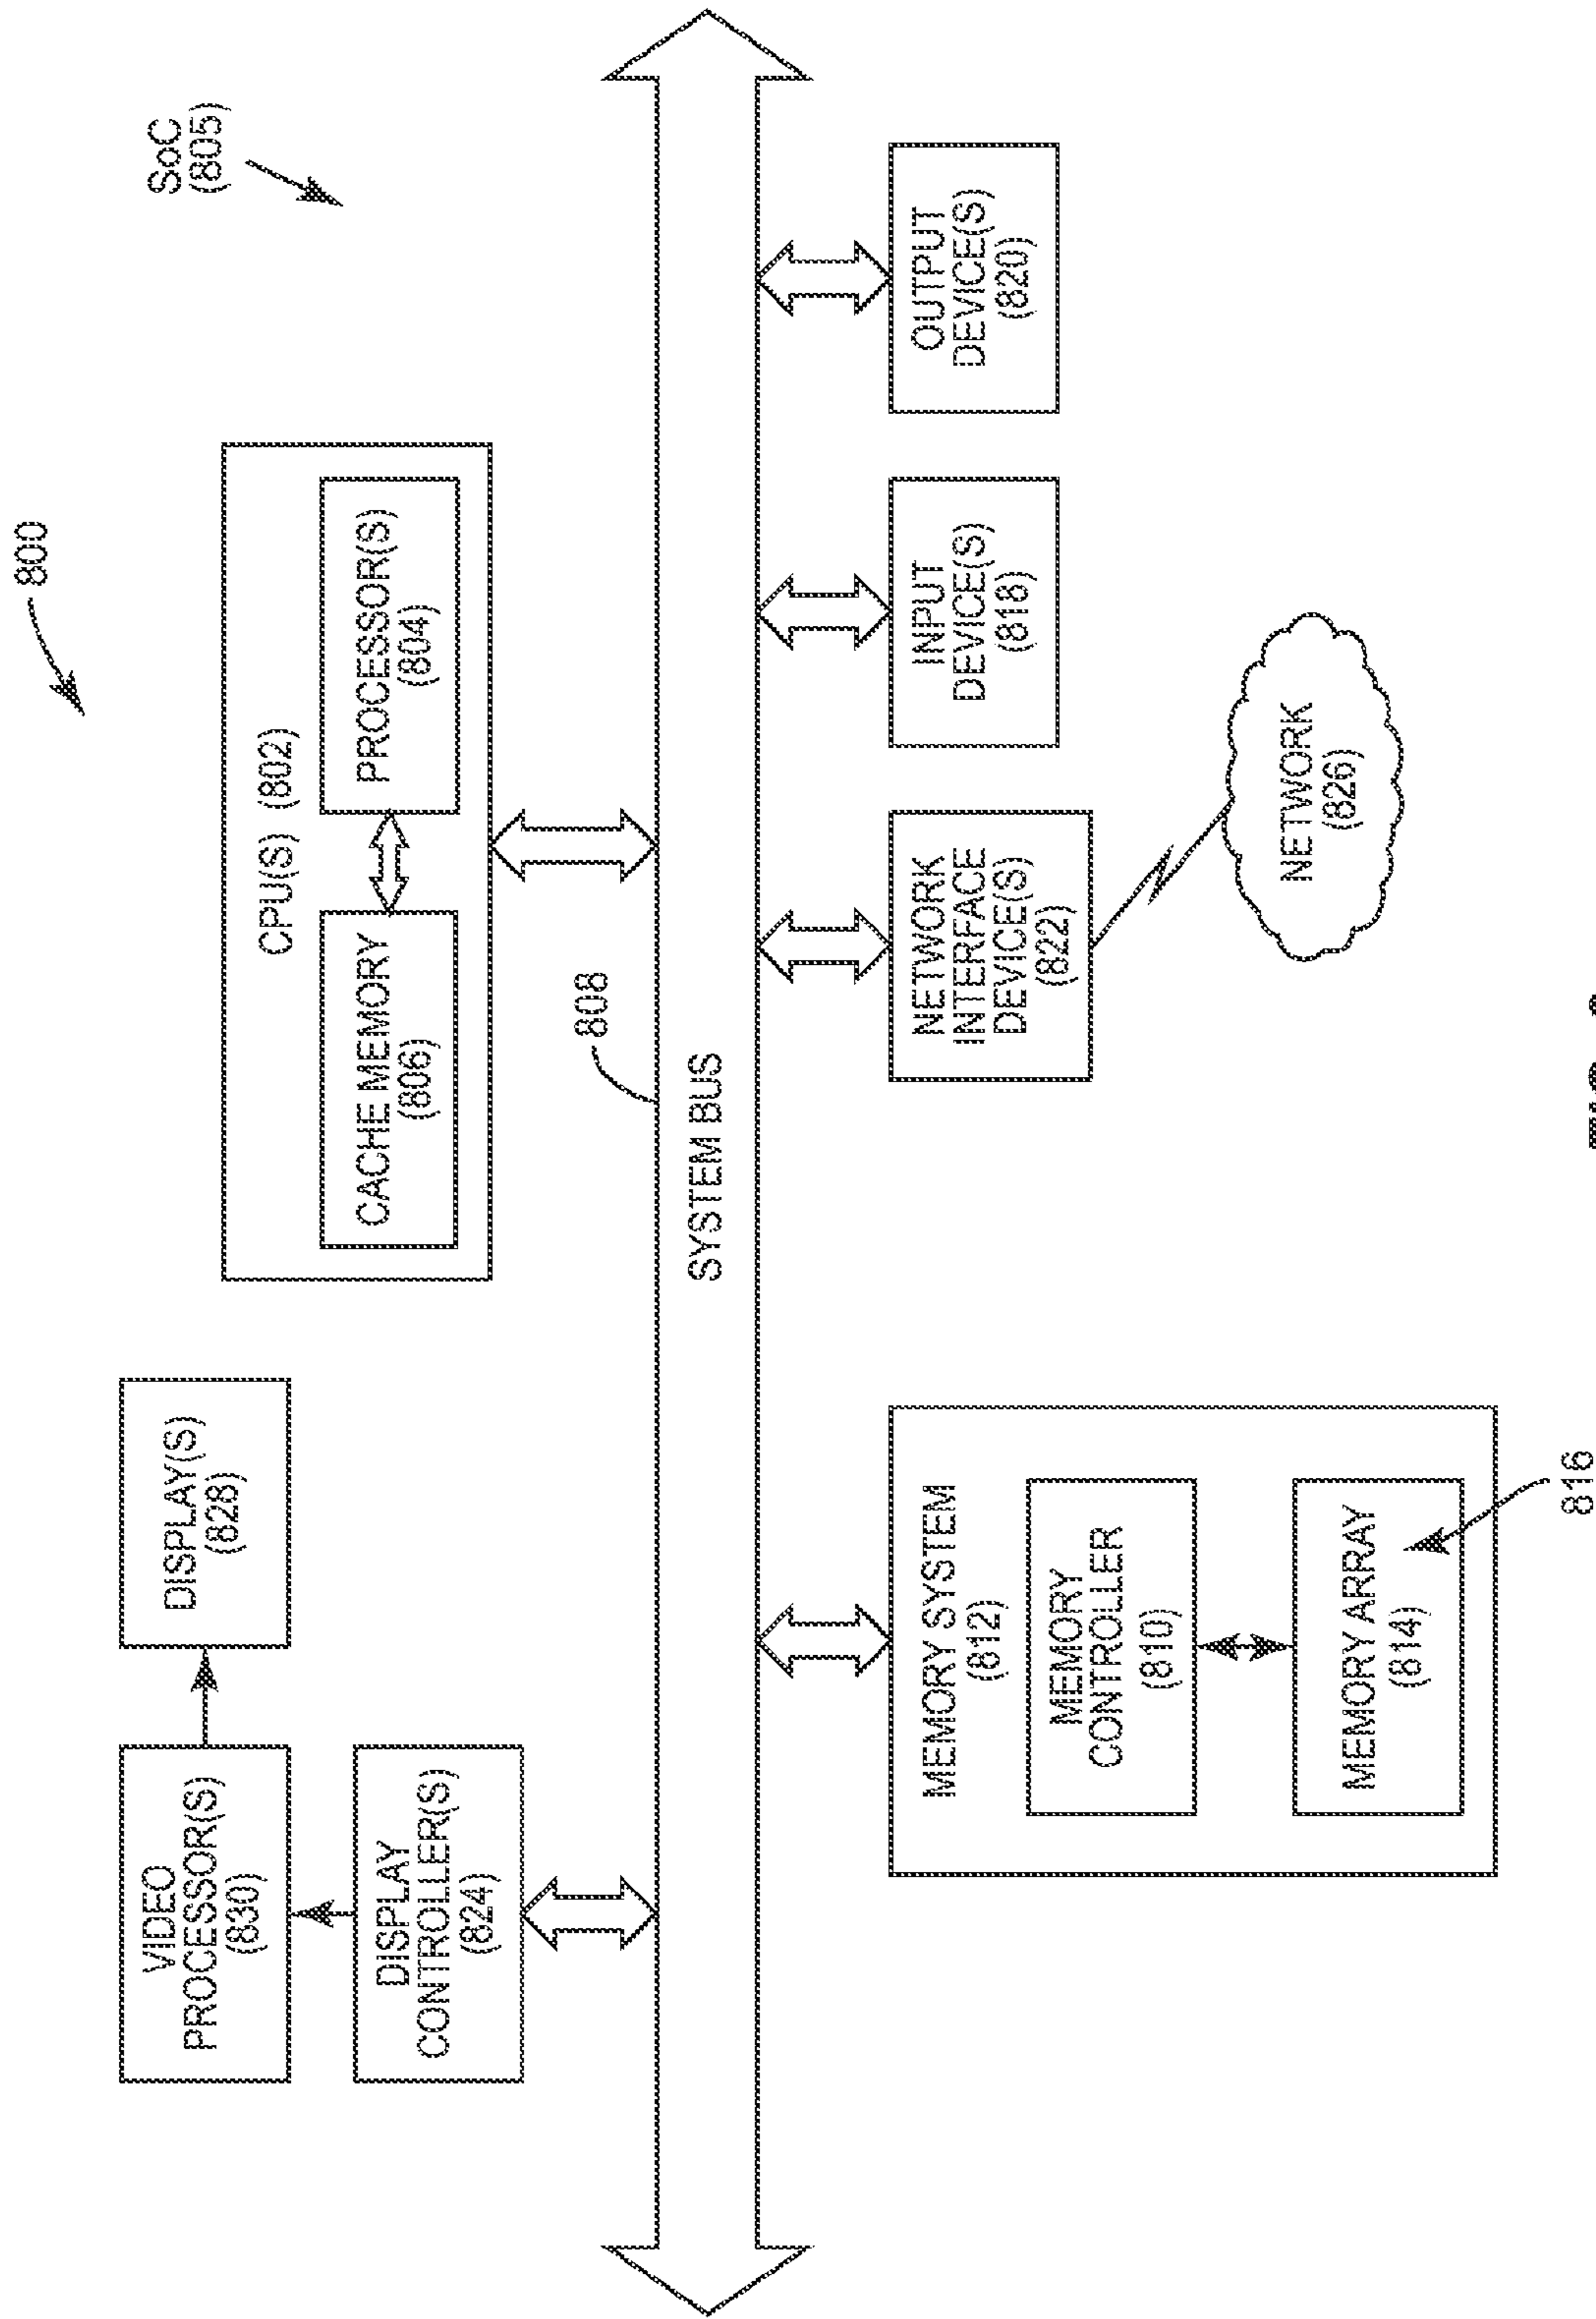 800
SoC
(805)
CPU(S) (802)
CACHE MEMORY
(806)
PROCESSOR(S)
(804)
DISPLAY(S)
(828)
VIDEO
PROCESSOR(S)
(830)
DISPLAY
CONTROLLER(S)
(824)
808
SYSTEM BUS
MEMORY SYSTEM
(812)
MEMORY
CONTROLLER
(810)
MEMORY ARRAY
(814)
816
NETWORK
INTERFACE
DEVICE(S)
(822)
INPUT
DEVICE(S)
(818)
OUTPUT
DEVICE(S)
(820)
NETWORK
(826)